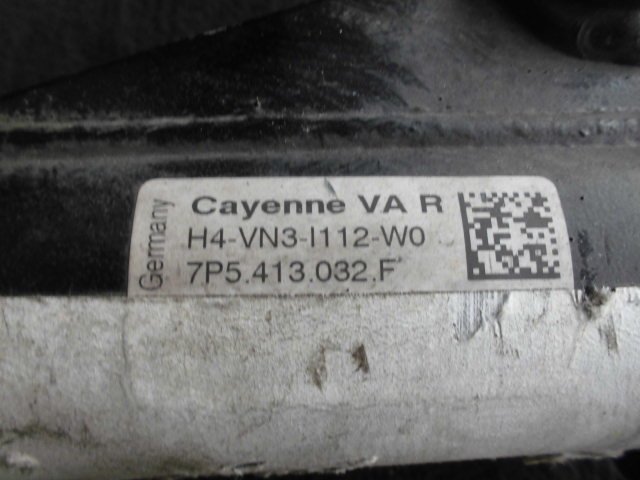 Germany
Cayenne VA R
H4-VN3-I112-W0
7P5.413.032.F